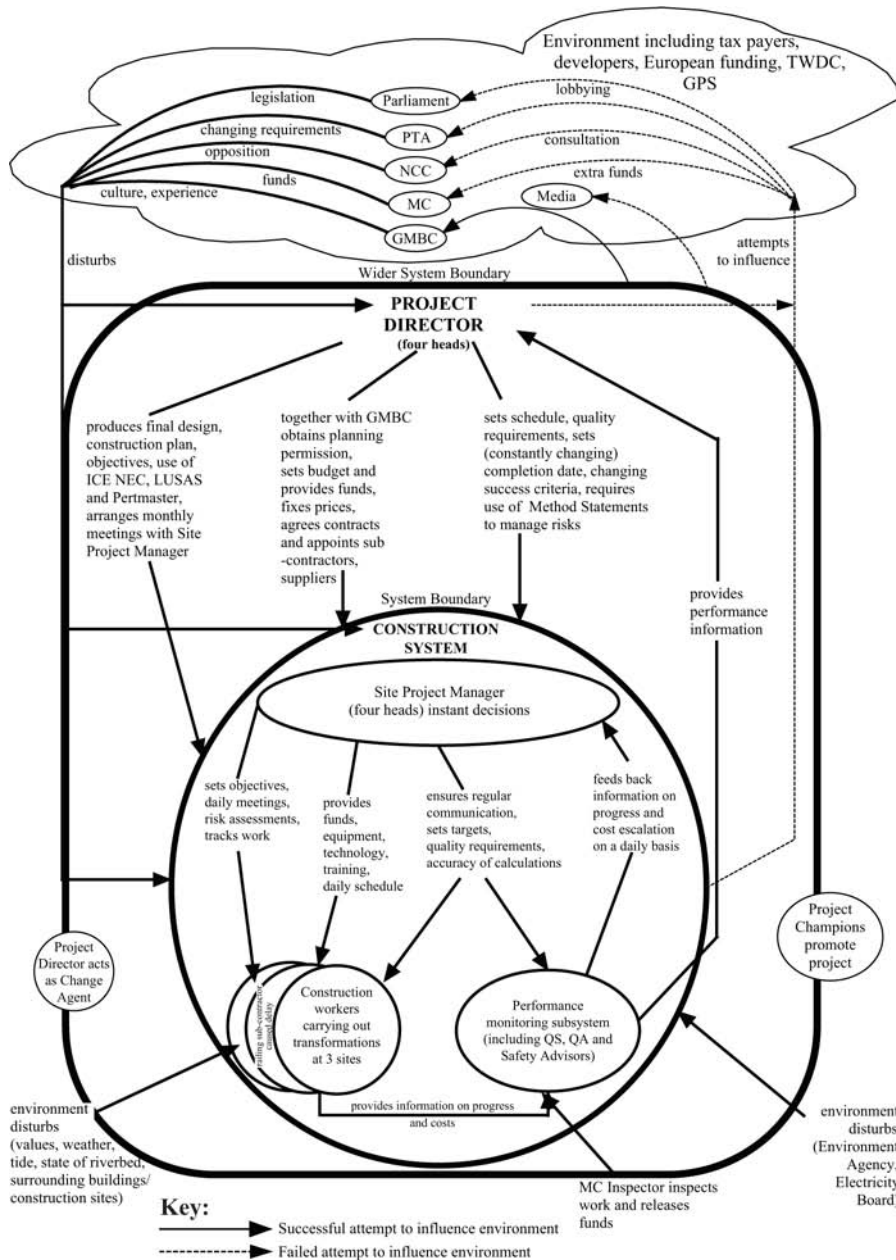 Environment including tax payers,
developers, European funding, TWDC,
GPS
legislation
Parliament
lobbying
changing requirements
PTA
opposition
NCC
consultation
funds
MC
extra funds
culture, experience
Media
GMBC
disturbs
attempts
to influence
Wider System Boundary
PROJECT
DIRECTOR
(four heads)
produces final design,
construction plan,
objectives, use of
ICE NEC, LUSAS
and Pertmaster,
arranges monthly
meetings with Site
Project Manager
together with GMBC
obtains planning
permission,
sets budget and
provides funds,
fixes prices,
agrees contracts
and appoints sub
-contractors,
suppliers
sets schedule, quality
requirements, sets
(constantly changing)
completion date, changing
success criteria, requires
use of Method Statements
to manage risks
provides
performance
information
System Boundary
CONSTRUCTION
SYSTEM
Site Project Manager
(four heads) instant decisions
sets objectives,
daily meetings,
risk assessments,
tracks work
provides
funds,
equipment,
technology,
training,
daily schedule
ensures regular
communication,
sets targets,
quality requirements,
accuracy of calculations
feeds back
information on
progress and
cost escalation
on a daily basis
Project
Director acts
as Change
Agent
Project
Champions
promote
project
sub-contractor
caused delay
Construction
workers
carrying out
transformations
at 3 sites
Performance
monitoring subsystem
(including QS, QA and
Safety Advisors)
provides information on progress
and costs
environment
disturbs
(values, weather,
tide, state of riverbed,
surrounding buildings/
construction sites)
environment
disturbs
(Environment
Agency,
Electricity
Board)
MC Inspector inspects
work and releases
funds
Key:
Successful attempt to influence environment
Failed attempt to influence environment